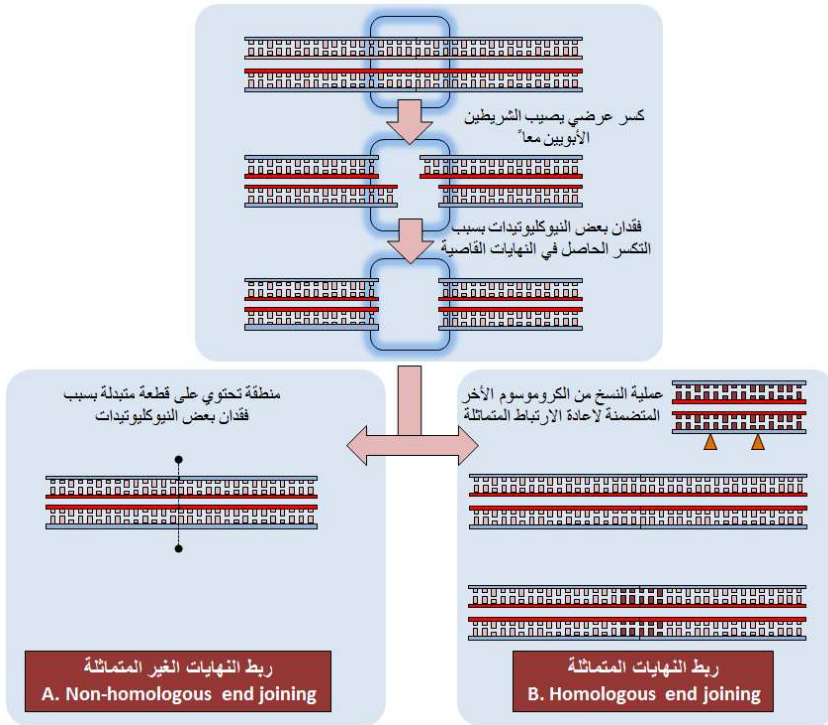 كسر عرضي يصيب الشريطين
الأبويين معاً
فقدان بعض النيوكليوتيدات بسبب
التكسر الحاصل في النهايات القاصية
منطقة تحتوي على قطعة متبدلة بسبب
فقدان بعض النيوكليوتيدات
عملية النسخ من الكروموسوم الأخر
المتضمنة لاعادة الارتباط المتماثلة
ربط النهايات الغير المتماثلة
A. Non-homologous end joining
ربط النهايات المتماثلة
B. Homologous end joining